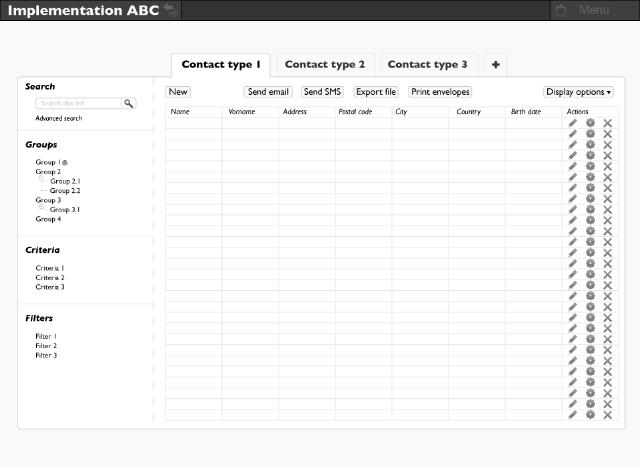 Implementation ABC
Menu
Contact type 1
Contact type 2
Contact type 3
+
Search
Search the list
Advanced search
Groups
Group 1
Group 2
Group 2.1
Group 2.2
Group 3
Group 3.1
Group 4
Criteria
Criteria 1
Criteria 2
Criteria 3
Filters
Filter 1
Filter 2
Filter 3
New
Send email
Send SMS
Export file
Print envelopes
Display options
Name
Vorname
Address
Postal code
City
Country
Birth date
Actions